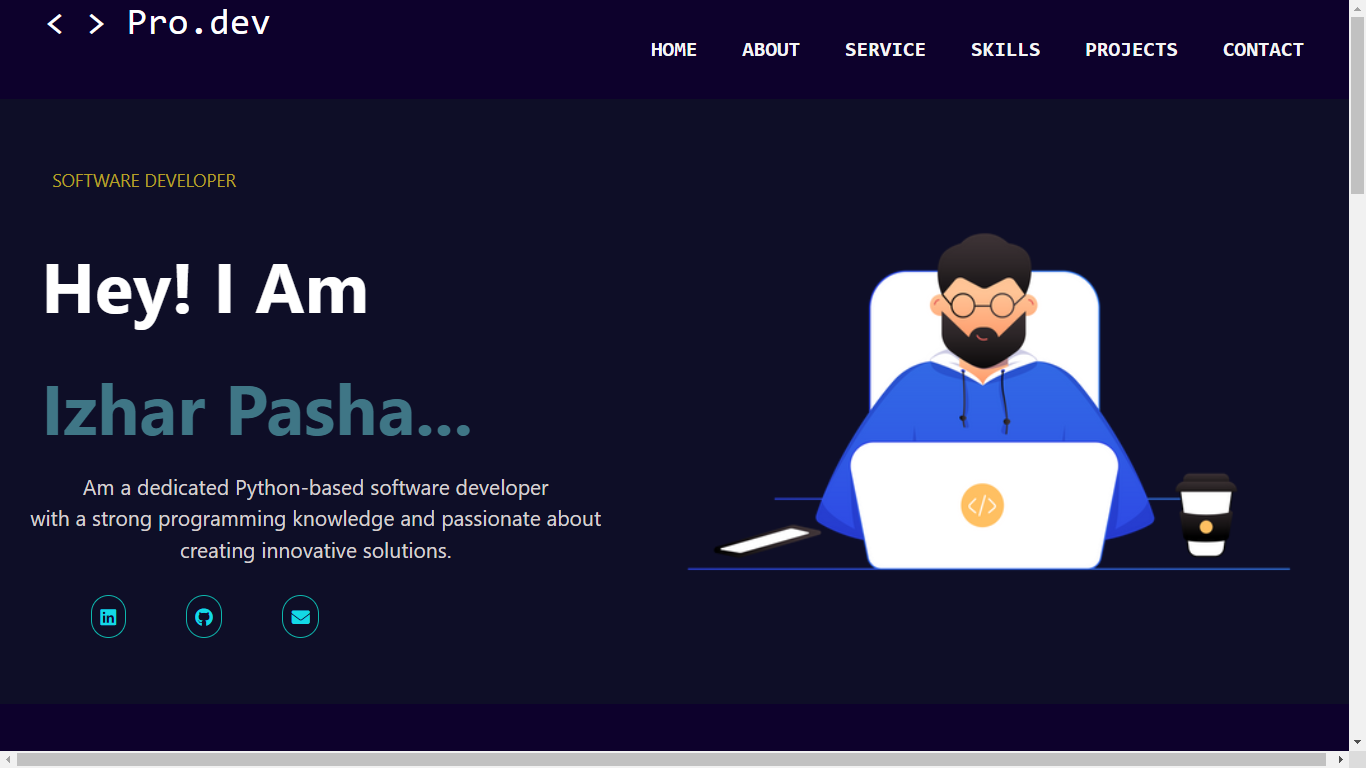 < > Pro.dev
HOME ABOUT SERVICE SKILLS PROJECTS CONTACT
SOFTWARE DEVELOPER
Hey! I Am
Izhar Pasha...
Am a dedicated Python-based software developer
with a strong programming knowledge and passionate about
creating innovative solutions.
in
</>